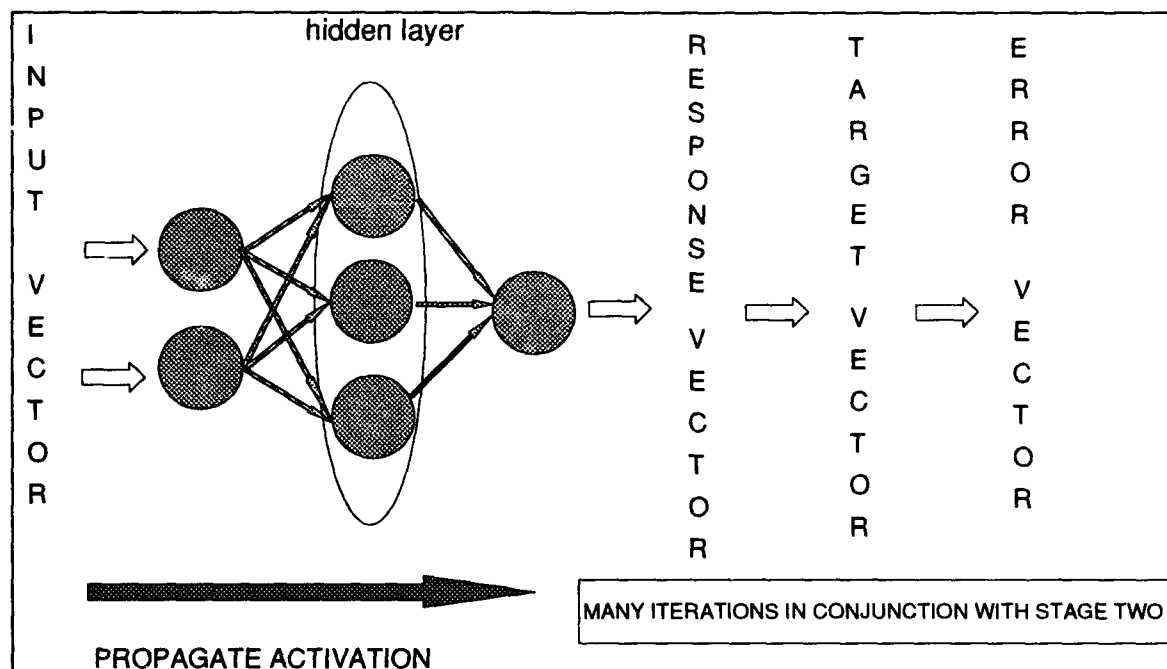 INPUT VECTOR
hidden layer
RESPONSE VECTOR
TARGET VECTOR
ERROR VECTOR
MANY ITERATIONS IN CONJUNCTION WITH STAGE TWO
PROPAGATE ACTIVATION